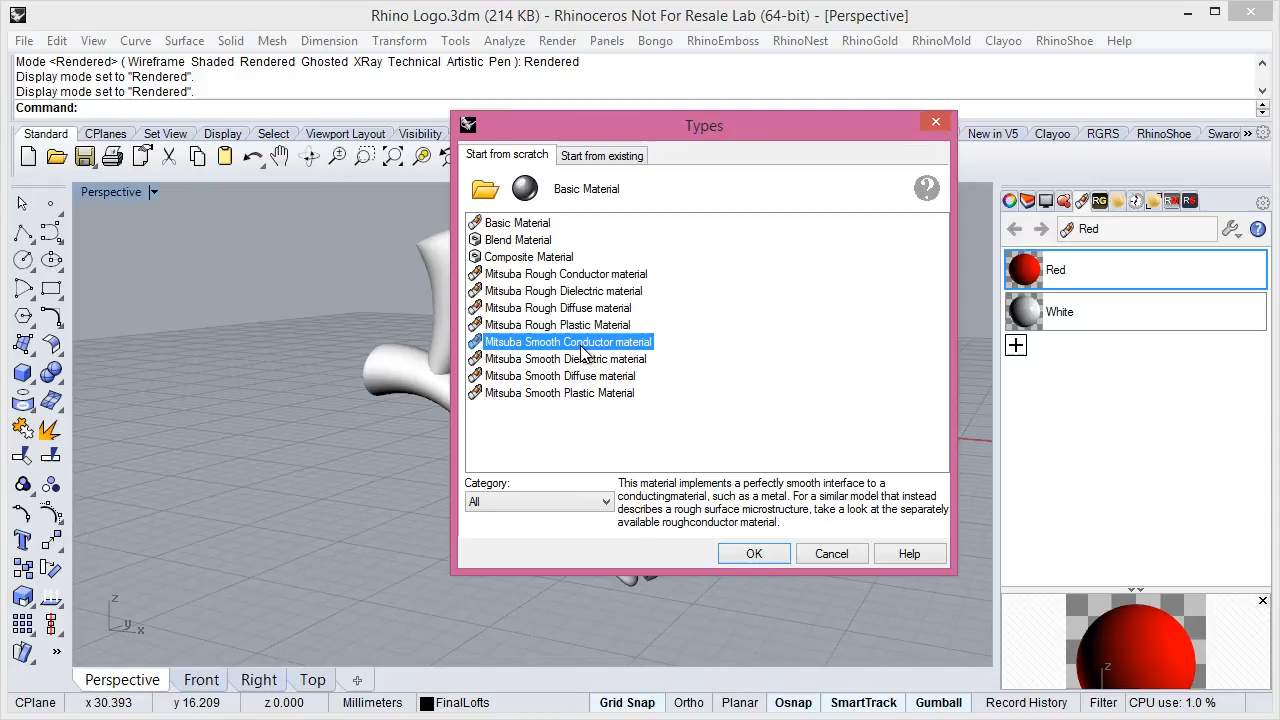 Rhino Logo.3dm (214 KB) - Rhinoceros Not For Resale Lab (64-bit) - [Perspective]
File Edit View Curve Surface Solid Mesh Dimension Transform Tools Analyze Render Panels Bongo RhinoEmboss RhinoNest RhinoGold RhinoMold Clayoo RhinoShoe Help
Mode <Rendered> ( Wireframe Shaded Rendered Ghosted XRay Technical Artistic Pen ): Rendered
Display mode set to "Rendered".
Display mode set to "Rendered".
Command:
Standard CPlanes Set View Display Select Viewport Layout Visibility New in V5 Clayoo RGRS RhinoShoe Swaro »
Types
Start from scratch Start from existing
Basic Material
Perspective
Basic Material
Blend Material
Composite Material
Mitsuba Rough Conductor material
Mitsuba Rough Dielectric material
Mitsuba Rough Diffuse material
Mitsuba Rough Plastic Material
Mitsuba Smooth Conductor material
Mitsuba Smooth Dielectric material
Mitsuba Smooth Diffuse material
Mitsuba Smooth Plastic Material
Category:
All
This material implements a perfectly smooth interface to a
conductingmaterial, such as a metal. For a similar model that instead
describes a rough surface microstructure, take a look at the separately
available roughconductor material.
OK Cancel Help
Red
Red
White
z
y
x
z
Perspective Front Right Top
CPlane x 30.393 y 16.209 z 0.000 Millimeters FinalLofts Grid Snap Ortho Planar Osnap SmartTrack Gumball Record History Filter CPU use: 1.0 %